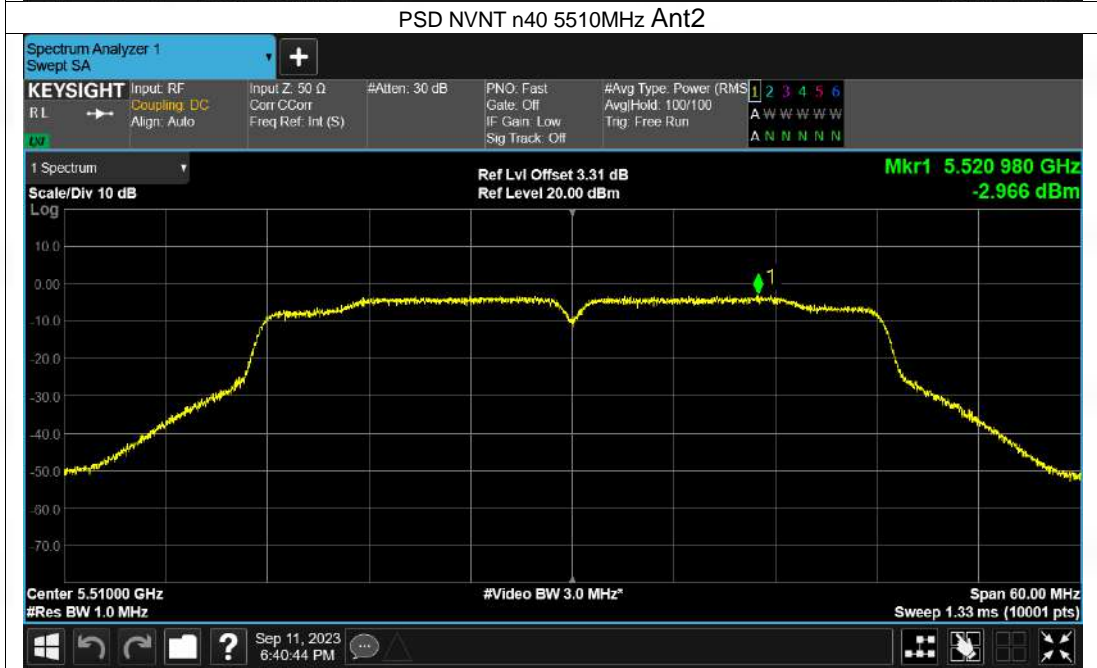 PSD NVNT n40 5510MHz Ant2
Spectrum Analyzer 1
Swept SA
+
KEYSIGHT Input: RF Input Z: 50 Ω #Atten: 30 dB PNO: Fast #Avg Type: Power (RMS 1 2 3 4 5 6
RL Coupling: DC Corr CCorr Gate: Off Avg|Hold: 100/100 A W W W W W
Align: Auto Freq Ref: Int (S) IF Gain: Low Trig: Free Run
Sig Track: Off A N N N N N
LXI
1 Spectrum Ref Lvl Offset 3.31 dB Mkr1 5.520 980 GHz
Scale/Div 10 dB Ref Level 20.00 dBm -2.966 dBm
Log
10.0
1
0.00
-10.0
-20.0
-30.0
-40.0
-50.0
-60.0
-70.0
Center 5.51000 GHz #Video BW 3.0 MHz* Span 60.00 MHz
#Res BW 1.0 MHz Sweep 1.33 ms (10001 pts)
? Sep 11, 2023
6:40:44 PM